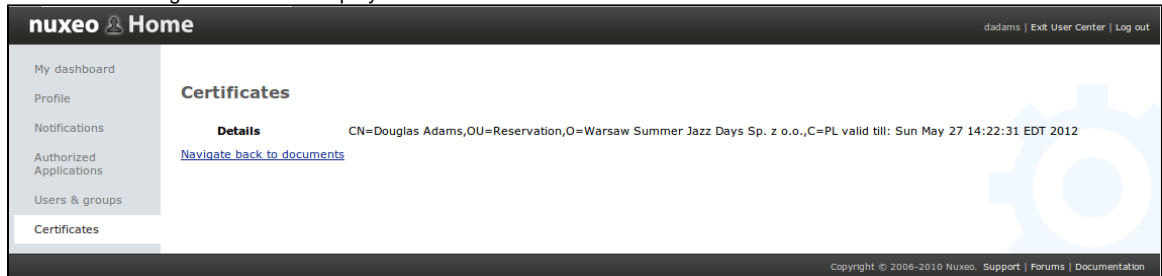 nuxeo Home
dadams | Exit User Center | Log out
My dashboard
Profile
Notifications
Authorized
Applications
Users & groups
Certificates
Certificates
Details CN=Douglas Adams,OU=Reservation,O=Warsaw Summer Jazz Days Sp. z o.o.,C=PL valid till: Sun May 27 14:22:31 EDT 2012
Navigate back to documents
Copyright © 2006-2010 Nuxeo. Support | Forums | Documentation